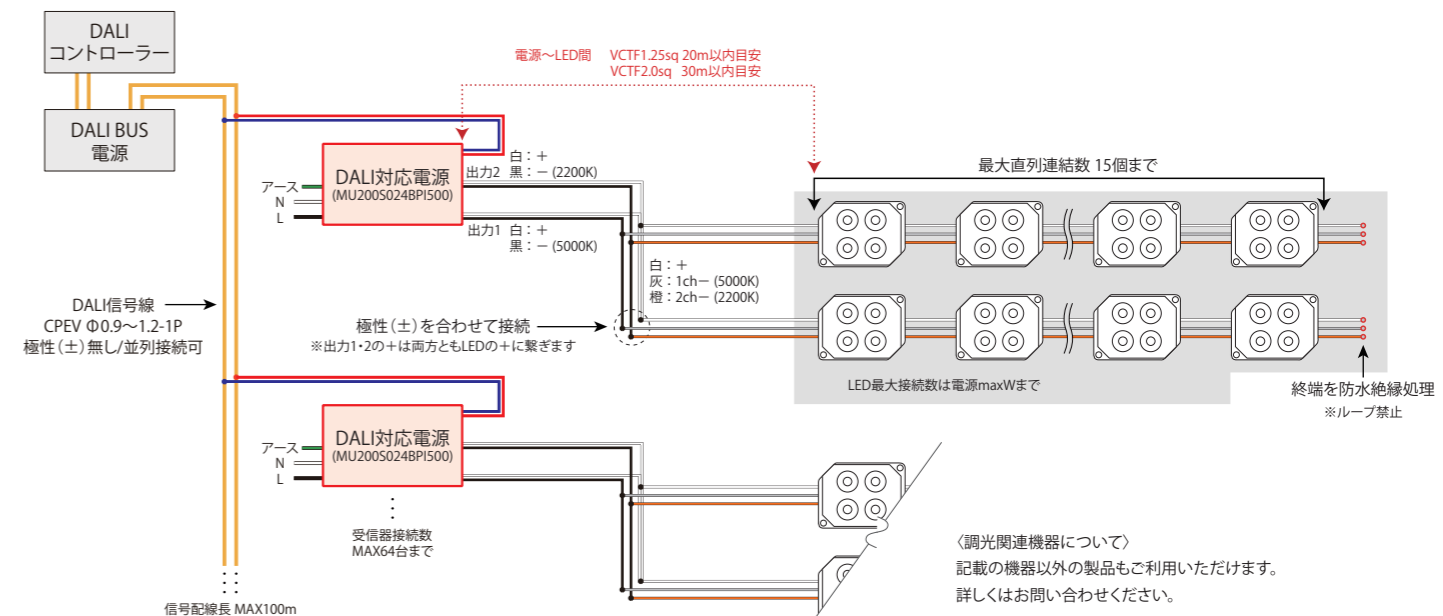 DALI
コントローラー
DALI BUS
電源
電源～LED間 VCTF1.25sq 20m以内目安
VCTF2.0sq 30m以内目安
DALI対応電源
(MU200S024BPI500)
アース
N
L
出力2 白：＋
黒：－ (2200K)
出力1 白：＋
黒：－ (5000K)
最大直列連結数 15個まで
白：＋
灰：1ch－ (5000K)
橙：2ch－ (2200K)
DALI信号線
CPEV Φ0.9～1.2-1P
極性（±）無し/並列接続可
極性（±）を合わせて接続
※出力1・2の＋は両方ともLEDの＋に繋ぎます
LED最大接続数は電源maxWまで
終端を防水絶縁処理
※ループ禁止
DALI対応電源
(MU200S024BPI500)
アース
N
L
受信器接続数
MAX64台まで
信号配線長 MAX100m
〈調光関連機器について〉
記載の機器以外の製品もご利用いただけます。
詳しくはお問い合わせください。